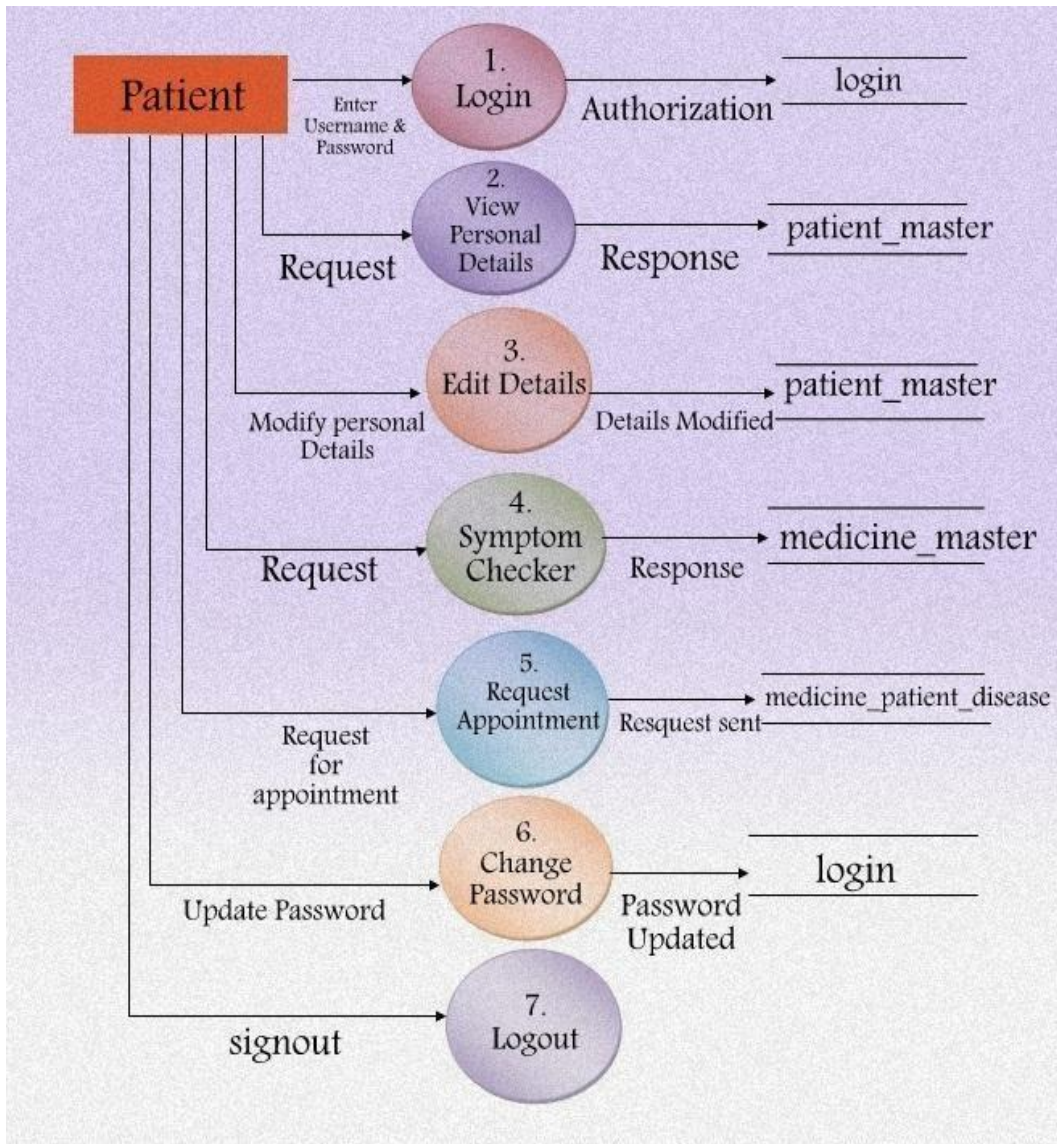 Patient
Enter
Username &
Password
1.
Login
Authorization
login
Request
2.
View
Personal
Details
Response
patient_master
Modify personal
Details
3.
Edit Details
Details Modified
patient_master
Request
4.
Symptom
Checker
Response
medicine_master
Request
for
appointment
5.
Request
Appointment
Resquest sent
medicine_patient_disease
Update Password
6.
Change
Password
Password
Updated
login
signout
7.
Logout